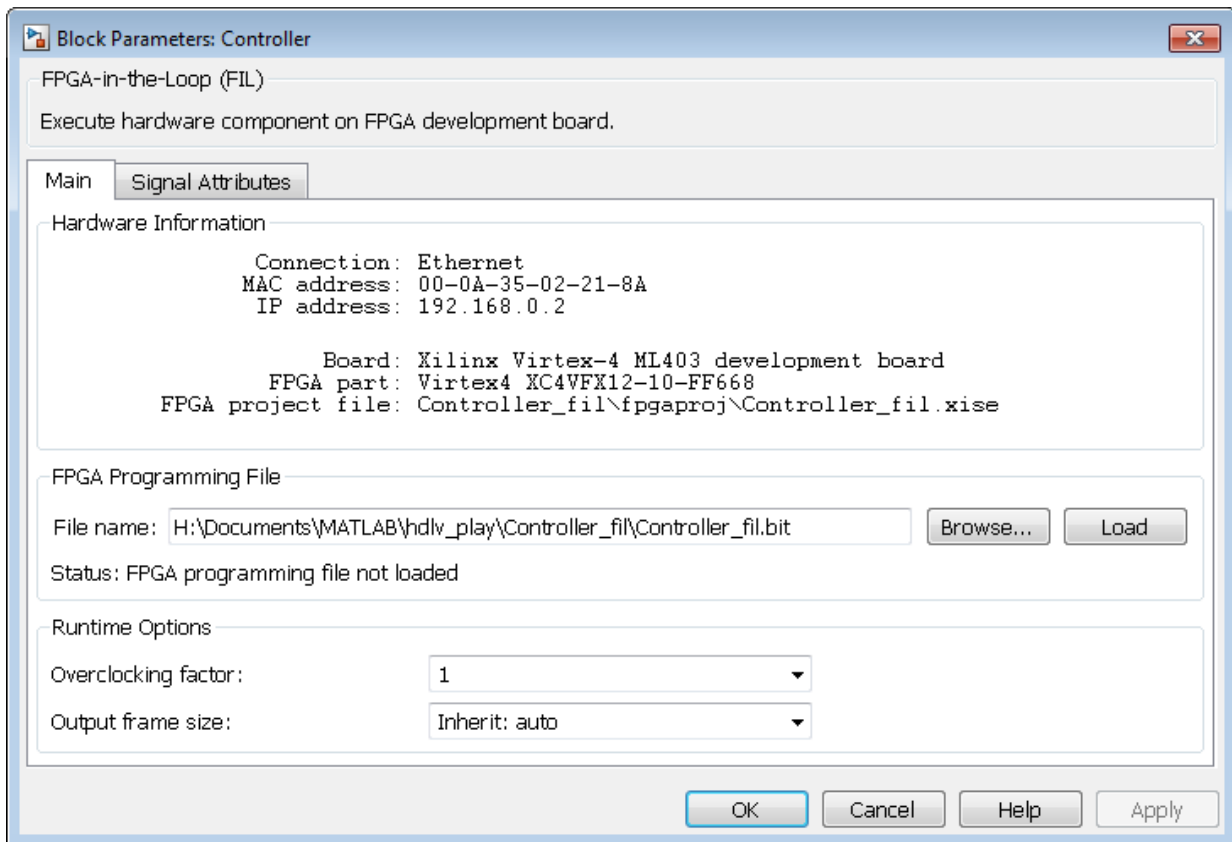 Block Parameters: Controller
FPGA-in-the-Loop (FIL)
Execute hardware component on FPGA development board.
Main Signal Attributes
Hardware Information
Connection: Ethernet
MAC address: 00-0A-35-02-21-8A
IP address: 192.168.0.2
Board: Xilinx Virtex-4 ML403 development board
FPGA part: Virtex4 XC4VFX12-10-FF668
FPGA project file: Controller_fil\fpgaproj\Controller_fil.xise
FPGA Programming File
File name: H:\Documents\MATLAB\hdlv_play\Controller_fil\Controller_fil.bit Browse... Load
Status: FPGA programming file not loaded
Runtime Options
Overclocking factor: 1
Output frame size: Inherit: auto
OK Cancel Help Apply